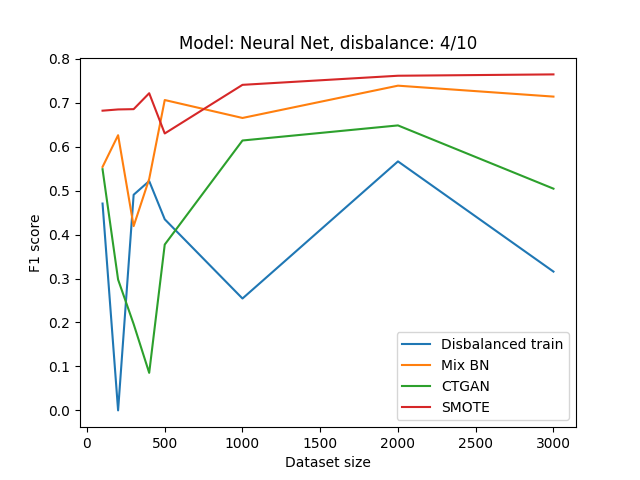 Model: Neural Net, disbalance: 4/10
F1 score
0.8
0.7
0.6
0.5
0.4
0.3
0.2
0.1
0.0
Disbalanced train
Mix BN
CTGAN
SMOTE
0
500
1000
1500
2000
2500
3000
Dataset size